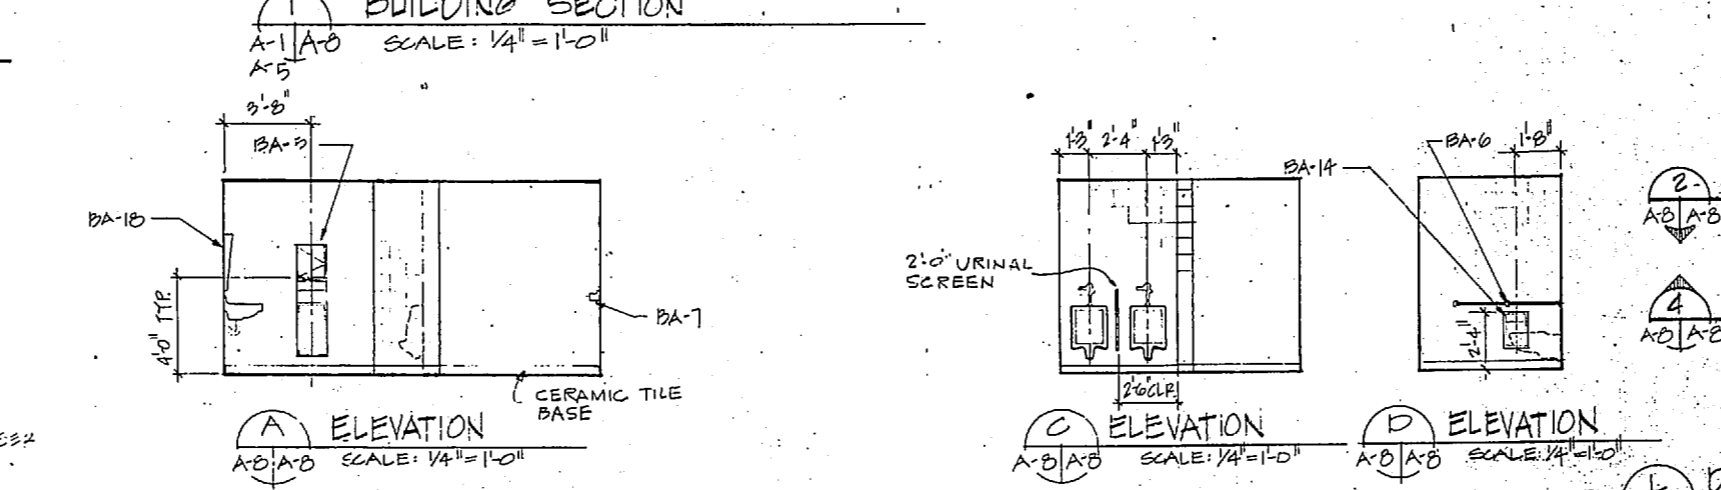 1 BUILDING SECTION
A-1 A-8 SCALE: 1/4" = 1'-0"
A-5
3'-8"
BA-18
4'-0" TYP.
BA-7
CERAMIC TILE
BASE
A ELEVATION
A-8 A-8 SCALE: 1/4" = 1'-0"
1'-3" 2'-4" 1'-3"
2'-0" URINAL
SCREEN
2'-6" CLR.
C ELEVATION
A-8 A-8 SCALE: 1/4" = 1'-0"
BA-14
BA-6
1'-8"
2'-4"
D ELEVATION
A-8 A-8 SCALE: 1/4" = 1'-0"
2
A-8 A-8
4
A-8 A-8